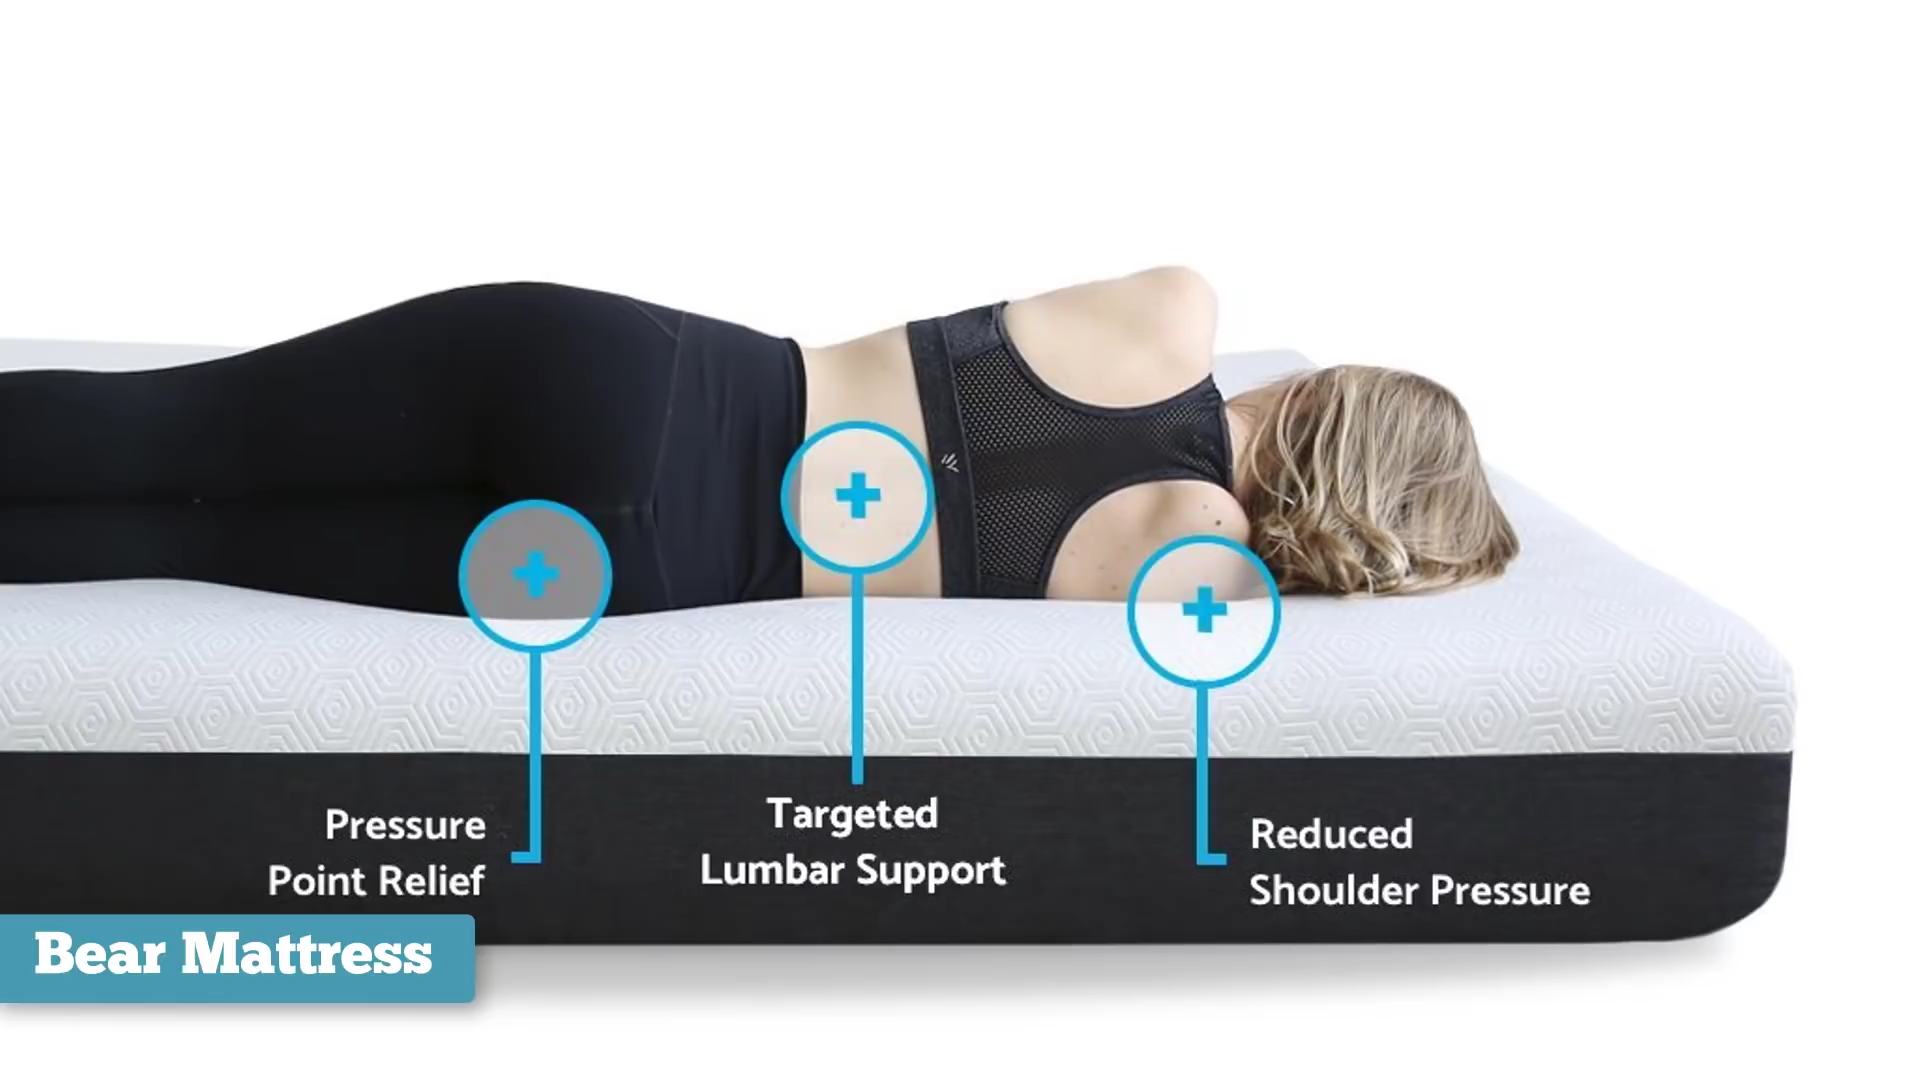 Pressure
Point Relief
Targeted
Lumbar Support
Reduced
Shoulder Pressure
Bear Mattress